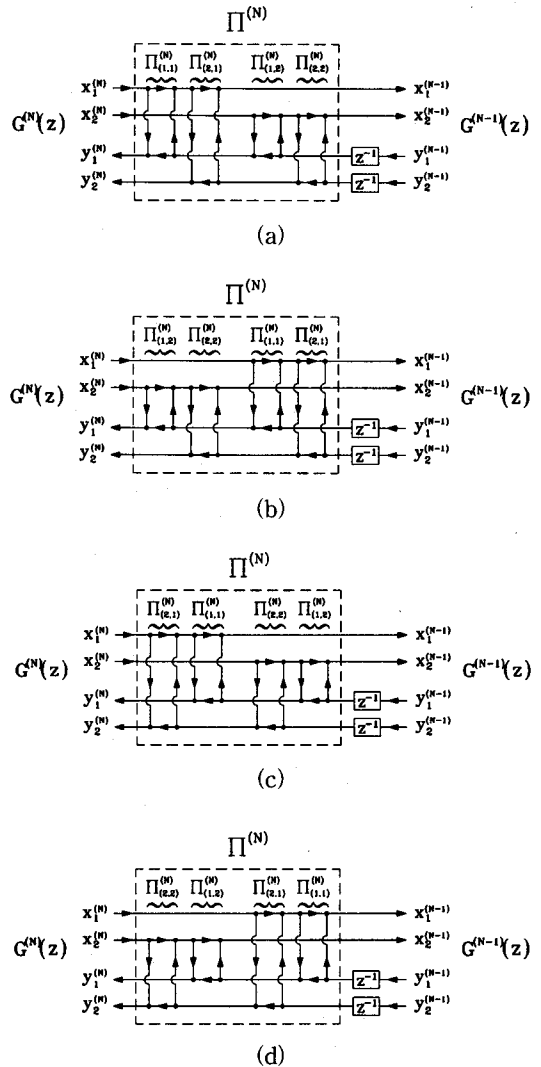 Π^(N)
Π^(N)_(1,1) Π^(N)_(2,1) Π^(N)_(1,2) Π^(N)_(2,2)
x_1^(N) x_1^(N-1)
x_2^(N) x_2^(N-1)
G^(N)(z) G^(N-1)(z)
y_1^(N) z^-1 y_1^(N-1)
y_2^(N) z^-1 y_2^(N-1)
(a)
Π^(N)
Π^(N)_(1,2) Π^(N)_(2,2) Π^(N)_(1,1) Π^(N)_(2,1)
x_1^(N) x_1^(N-1)
x_2^(N) x_2^(N-1)
G^(N)(z) G^(N-1)(z)
y_1^(N) z^-1 y_1^(N-1)
y_2^(N) z^-1 y_2^(N-1)
(b)
Π^(N)
Π^(N)_(2,1) Π^(N)_(1,1) Π^(N)_(2,2) Π^(N)_(1,2)
x_1^(N) x_1^(N-1)
x_2^(N) x_2^(N-1)
G^(N)(z) G^(N-1)(z)
y_1^(N) z^-1 y_1^(N-1)
y_2^(N) z^-1 y_2^(N-1)
(c)
Π^(N)
Π^(N)_(2,2) Π^(N)_(1,2) Π^(N)_(2,1) Π^(N)_(1,1)
x_1^(N) x_1^(N-1)
x_2^(N) x_2^(N-1)
G^(N)(z) G^(N-1)(z)
y_1^(N) z^-1 y_1^(N-1)
y_2^(N) z^-1 y_2^(N-1)
(d)